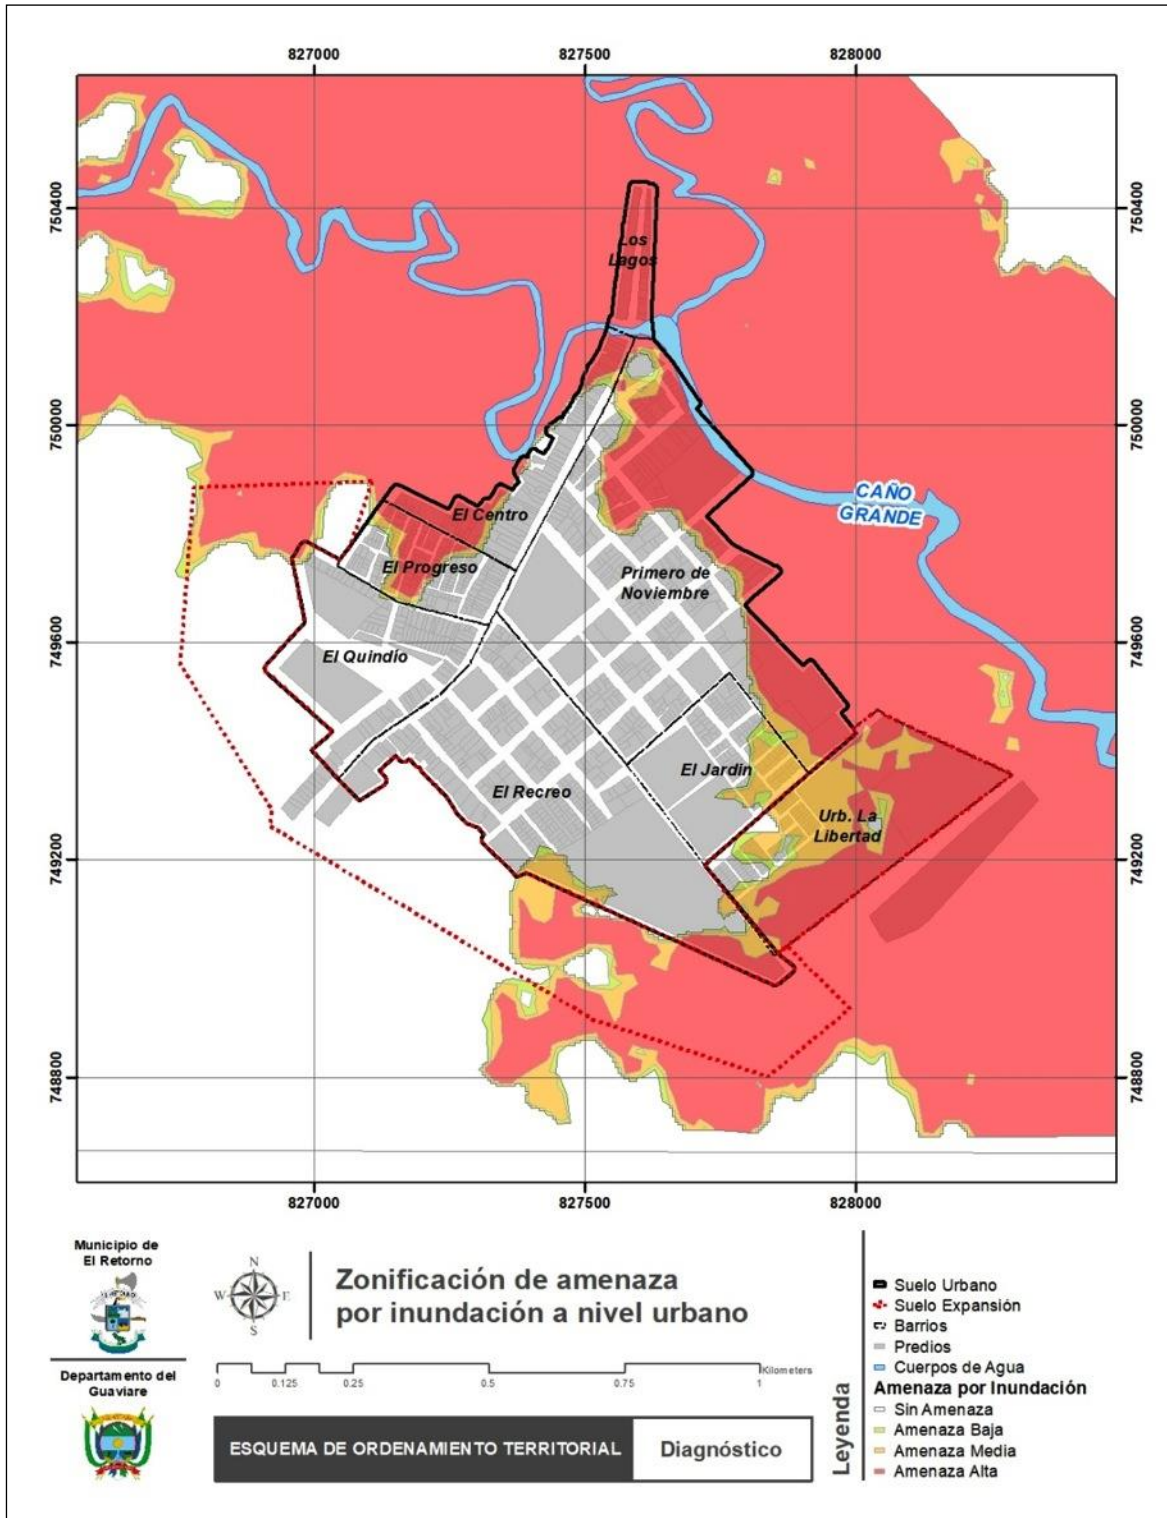 827000
827500
828000
750400
750400
Los
Lagos
750000
750000
CAÑO
GRANDE
El Centro
El Progreso
Primero de
Noviembre
749600
749600
El Quindío
El Jardin
El Recreo
Urb. La
Libertad
749200
749200
748800
748800
827000
827500
828000
Municipio de
El Retorno
Departamento del
Guaviare
N
W
E
S
Zonificación de amenaza
por inundación a nivel urbano
Kilometers
0
0.125
0.25
0.5
0.75
1
ESQUEMA DE ORDENAMIENTO TERRITORIAL
Diagnóstico
Leyenda
Suelo Urbano
Suelo Expansión
Barrios
Predios
Cuerpos de Agua
Amenaza por Inundación
Sin Amenaza
Amenaza Baja
Amenaza Media
Amenaza Alta